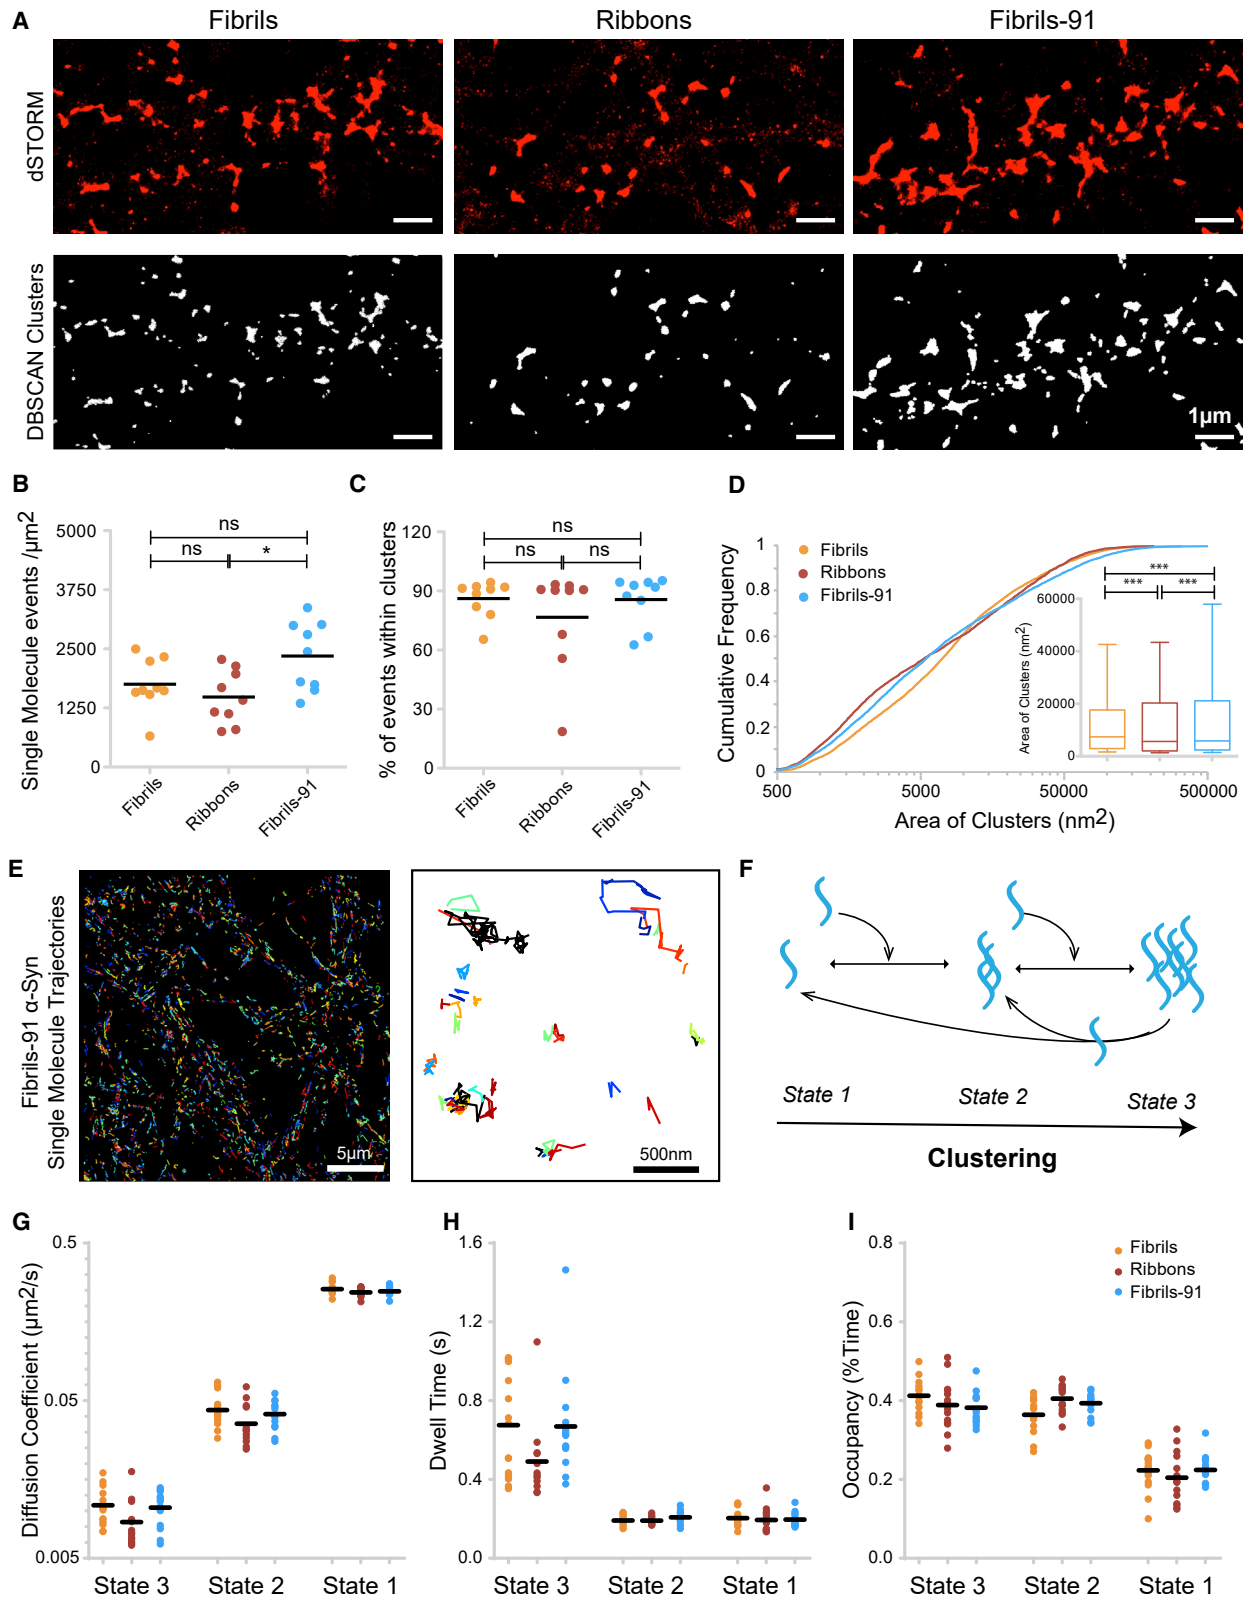 A
Fibrils
Ribbons
Fibrils-91
dSTORM
DBSCAN Clusters
1µm
B
Single Molecule events /µm2
5000
3750
2500
1250
0
ns
ns
*
Fibrils
Ribbons
Fibrils-91
C
% of events within clusters
120
90
60
30
0
ns
ns
ns
Fibrils
Ribbons
Fibrils-91
D
Cumulative Frequency
1
0.8
0.6
0.4
0.2
0
Fibrils
Ribbons
Fibrils-91
500
5000
50000
500000
Area of Clusters (nm2)
***
***
***
Area of Clusters (nm2)
60000
40000
20000
0
E
Fibrils-91 α-Syn
Single Molecule Trajectories
5µm
500nm
F
State 1
State 2
State 3
Clustering
G
Diffusion Coefficient (µm2/s)
0.5
0.05
0.005
State 3
State 2
State 1
H
Dwell Time (s)
1.6
1.2
0.8
0.4
0.0
State 3
State 2
State 1
I
Occupancy (%Time)
0.8
0.6
0.4
0.2
0.0
Fibrils
Ribbons
Fibrils-91
State 3
State 2
State 1